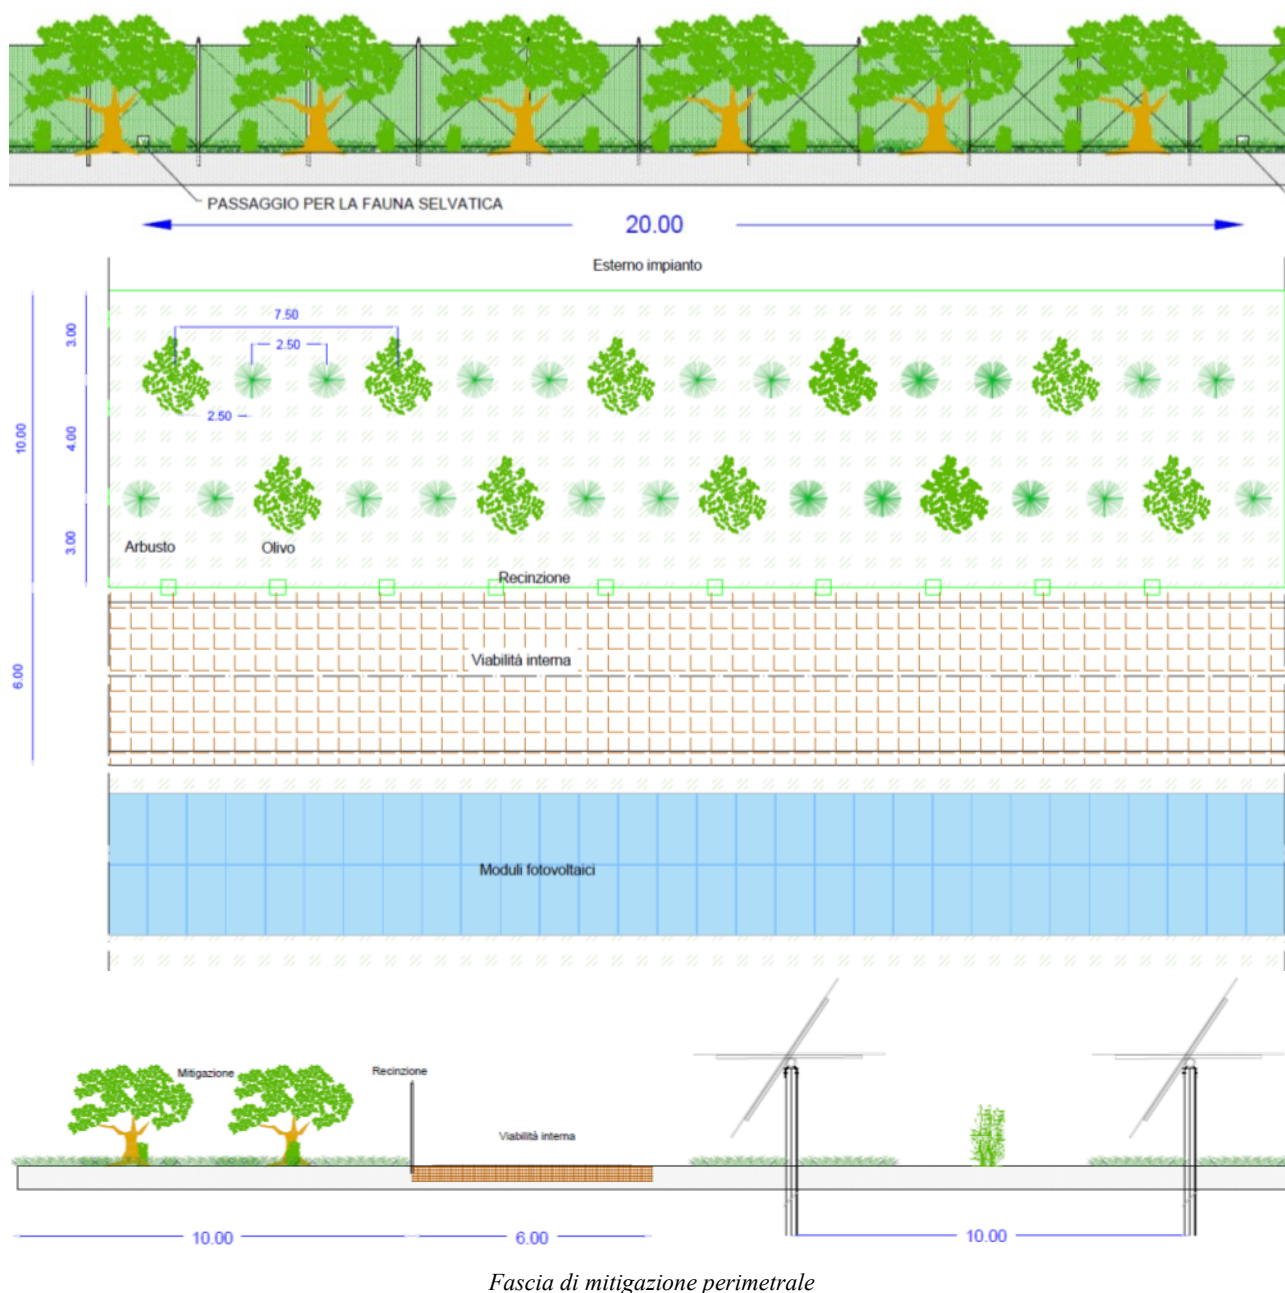 PASSAGGIO PER LA FAUNA SELVATICA
20.00
Esterno impianto
7.50
2.50
2.50
3.00
4.00
10.00
3.00
Arbusto
Olivo
Recinzione
6.00
Viabilità interna
Moduli fotovoltaici
Mitigazione
Recinzione
Viabilità interna
10.00
6.00
10.00
Fascia di mitigazione perimetrale